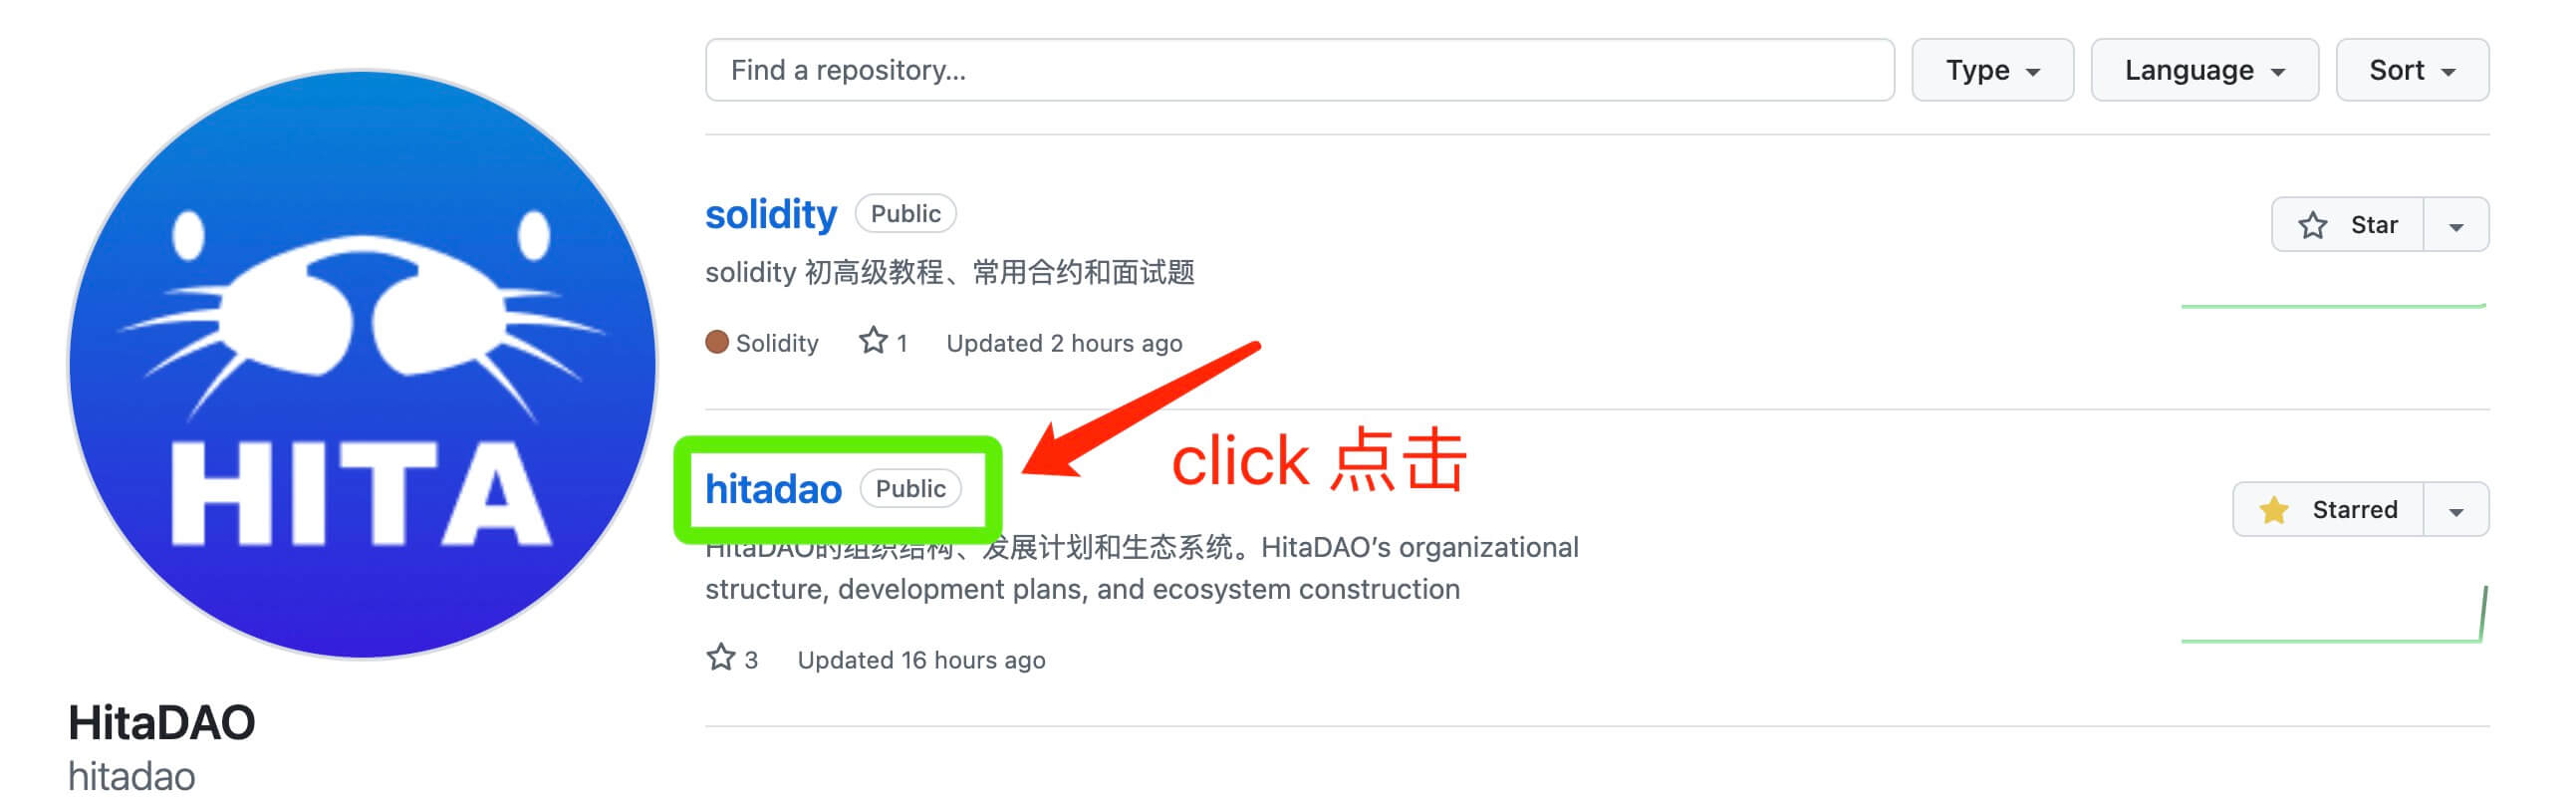 HITA
HitaDAO
hitadao
Find a repository...
Type
Language
Sort
solidity Public
Star
solidity 初高级教程、常用合约和面试题
Solidity 1 Updated 2 hours ago
click 点击
hitadao Public
Starred
HitaDAO的组织结构、发展计划和生态系统。HitaDAO’s organizational
structure, development plans, and ecosystem construction
3 Updated 16 hours ago